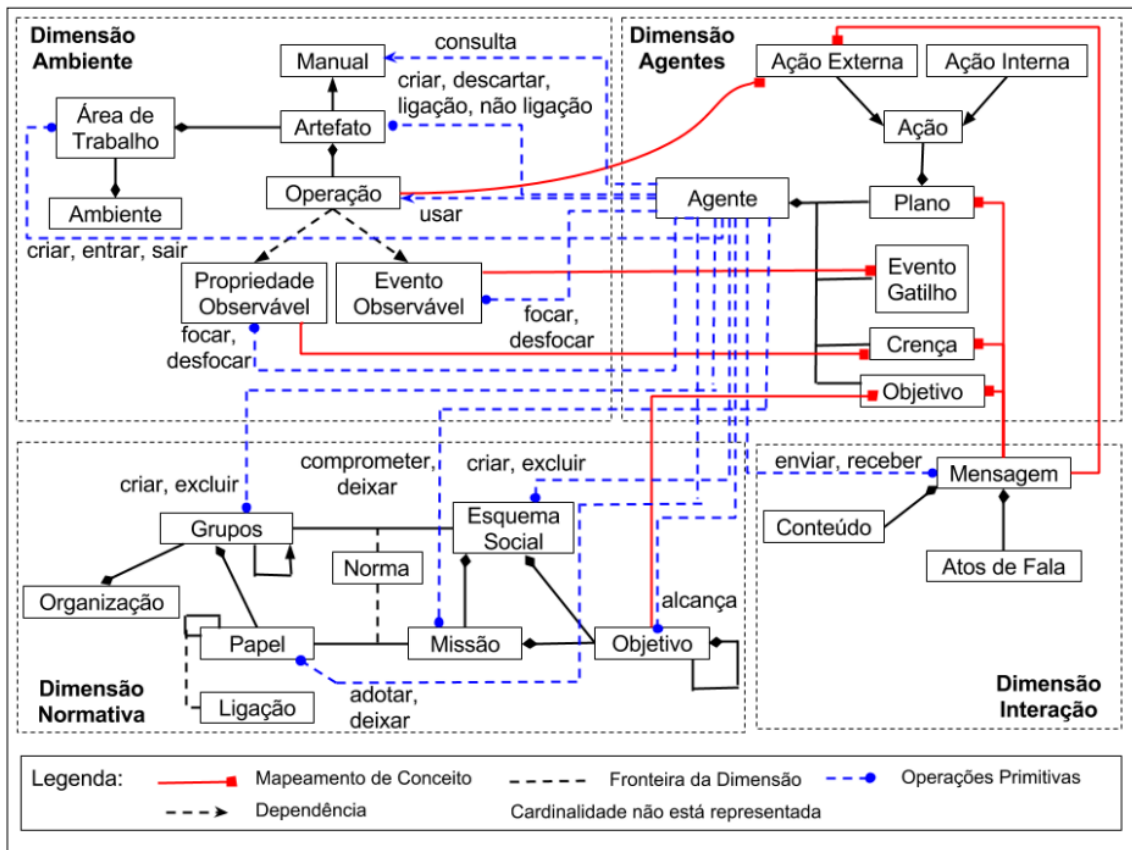 Dimensão
Ambiente
Manual
consulta
criar, descartar,
ligação, não ligação
Área de
Trabalho
Artefato
Operação
usar
Ambiente
criar, entrar, sair
Propriedade
Observável
Evento
Observável
focar,
desfocar
focar,
desfocar
Dimensão
Agentes
Ação Externa
Ação Interna
Ação
Agente
Plano
Evento
Gatilho
Crença
Objetivo
comprometer,
deixar
criar, excluir
criar, excluir
Grupos
Esquema
Social
Norma
Organização
alcança
Papel
Missão
Objetivo
Dimensão
Normativa
Ligação
adotar,
deixar
enviar, receber
Mensagem
Conteúdo
Atos de Fala
Dimensão
Interação
Legenda:
Mapeamento de Conceito
Fronteira da Dimensão
Operações Primitivas
Dependência
Cardinalidade não está representada